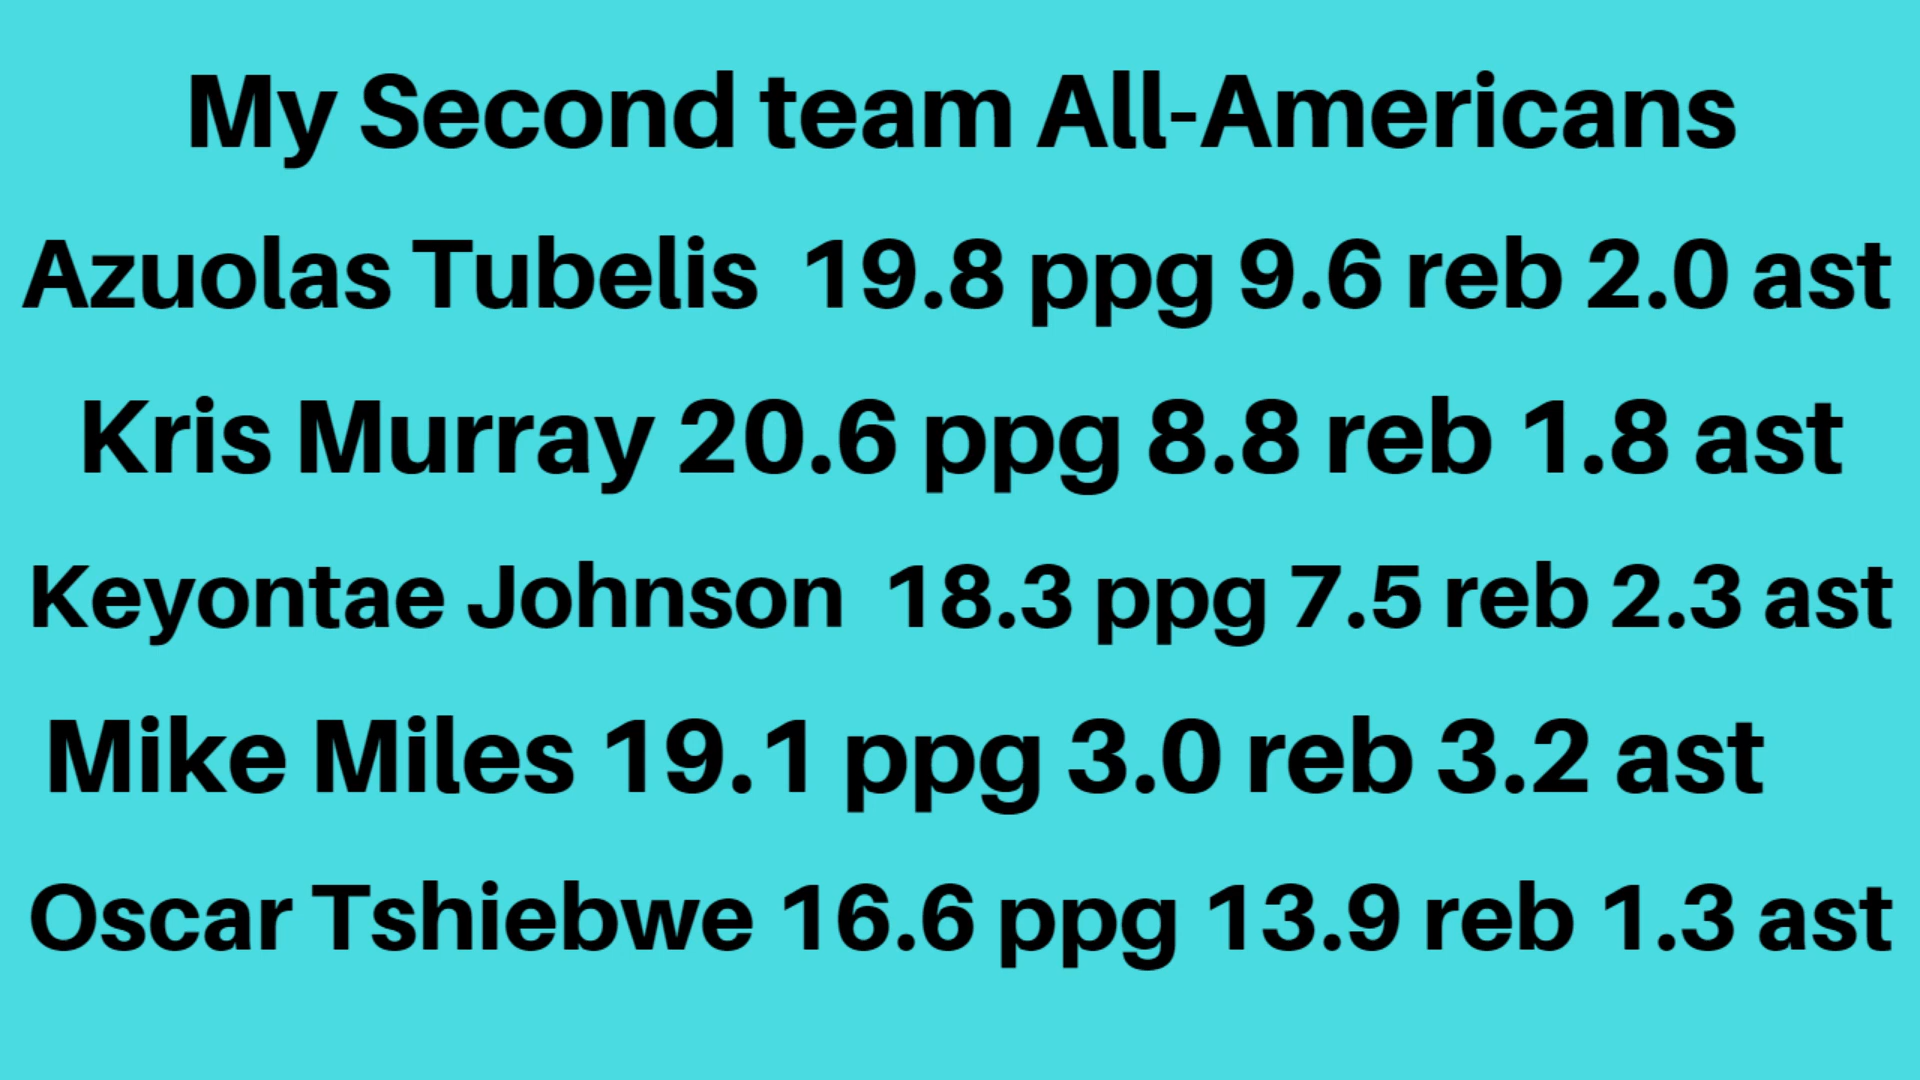 My Second team All-Americans
Azuolas Tubelis 19.8 ppg 9.6 reb 2.0 ast
Kris Murray 20.6 ppg 8.8 reb 1.8 ast
Keyontae Johnson 18.3 ppg 7.5 reb 2.3 ast
Mike Miles 19.1 ppg 3.0 reb 3.2 ast
Oscar Tshiebwe 16.6 ppg 13.9 reb 1.3 ast